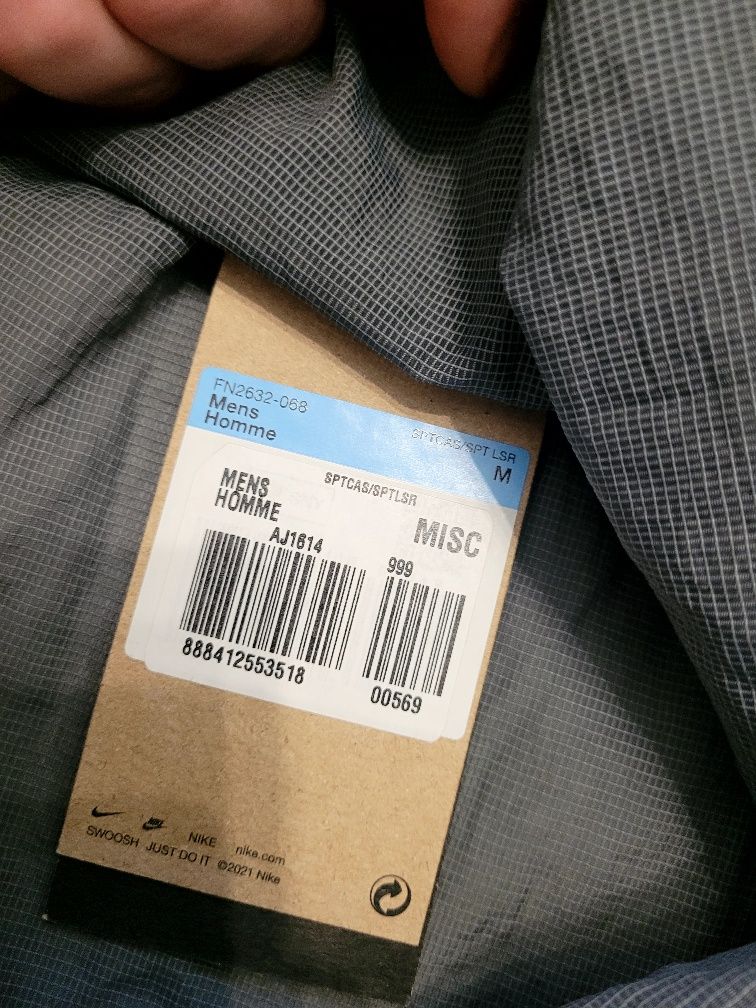 FN2632-068
Mens
Homme
SPTCAS/SPT LSR
M
MENS
HOMME
SPTCAS/SPTLSR
MISC
AJ1614
999
888412553518
00569
NIKE nike.com
SWOOSH JUST DO IT ©2021 Nike